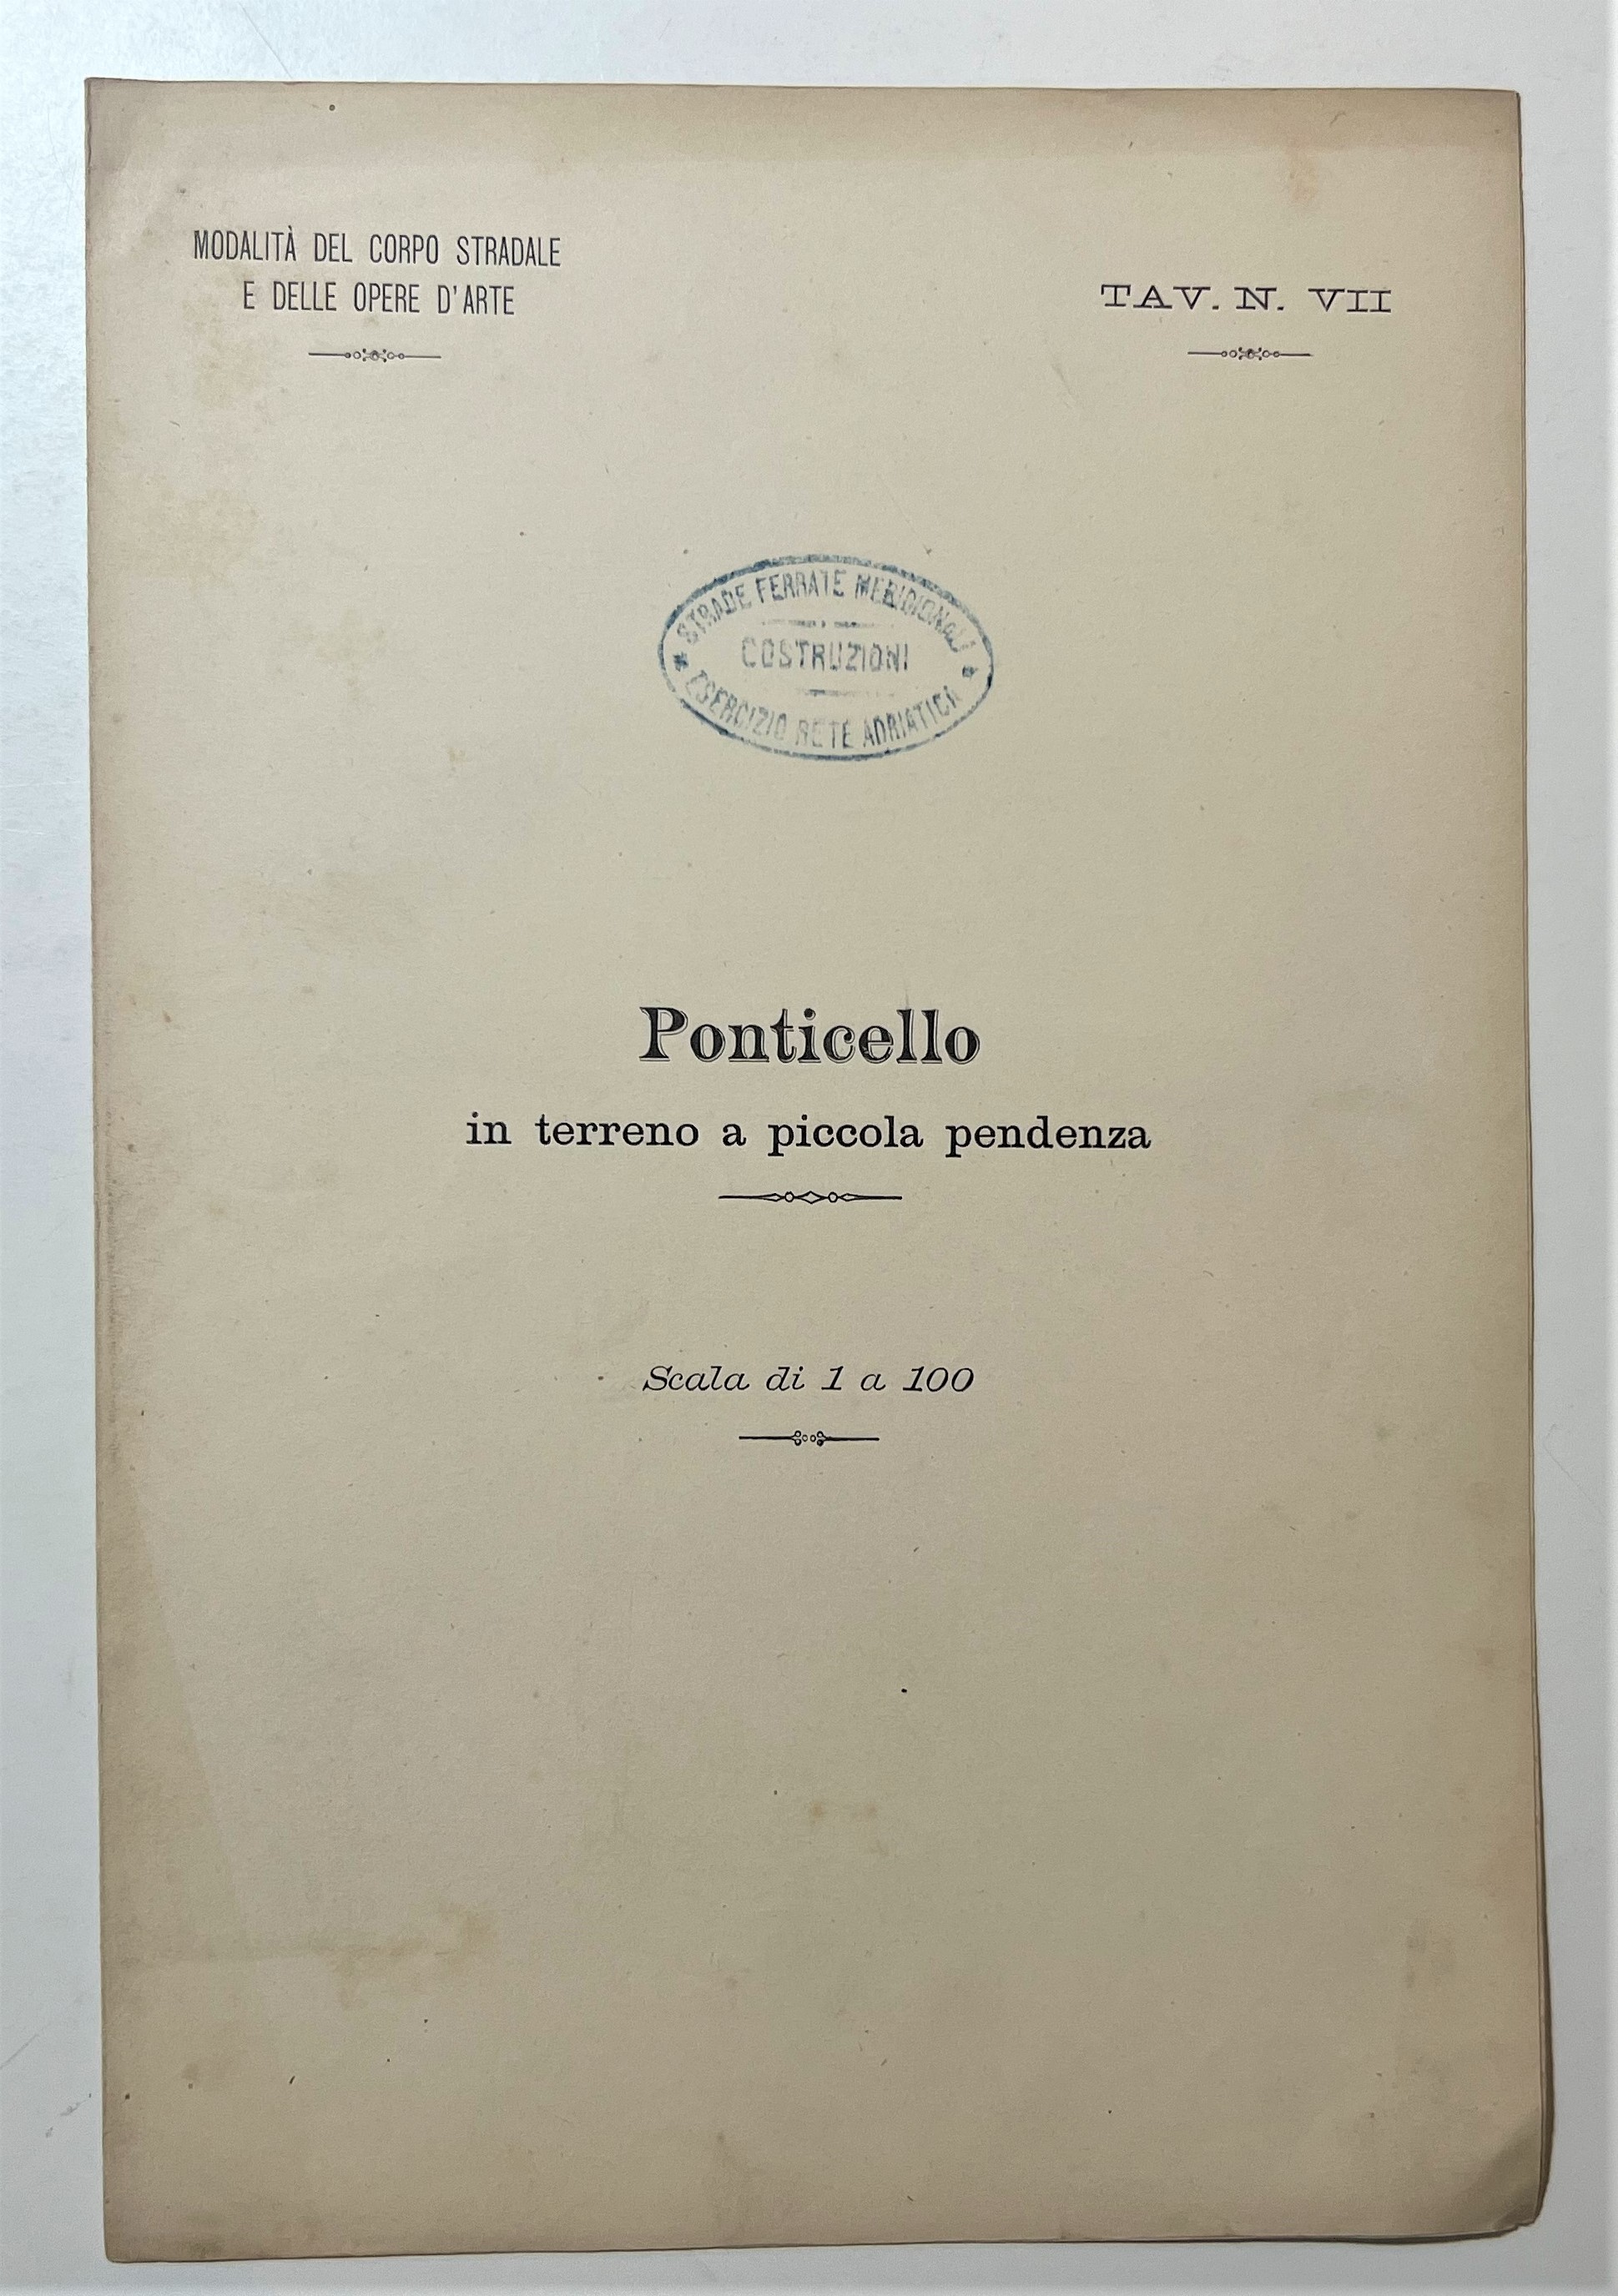 MODALITÀ DEL CORPO STRADALE
E DELLE OPERE D'ARTE
TAV. N. VII
STRADE FERRATE MERIDIONALI
COSTRUZIONI
ESERCIZIO RETE ADRIATICA
Ponticello
in terreno a piccola pendenza
Scala di 1 a 100